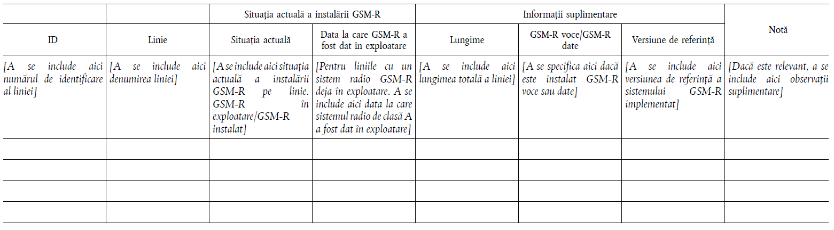 Situația actuală a instalării GSM-R
Informații suplimentare
Notă
ID
Linie
Situația actuală
Data la care GSM-R a
fost dat în exploatare
Lungime
GSM-R voce/GSM-R
date
Versiune de referință
[A se include aici
numărul de identificare
al liniei]
[A se include aici
denumirea liniei]
[A se include aici situația
actuală a instalării
GSM-R pe linie.
GSM-R în
exploatare/GSM-R
instalat]
[Pentru liniile cu un
sistem radio GSM-R
deja în exploatare. A se
include aici data la care
sistemul radio de clasă A
a fost dat în exploatare]
[A se include aici
lungimea totală a liniei]
[A se specifica aici dacă
este instalat GSM-R
voce sau date]
[A se include aici
versiunea de referință a
sistemului GSM-R
implementat]
[Dacă este relevant, a se
include aici observații
suplimentare]